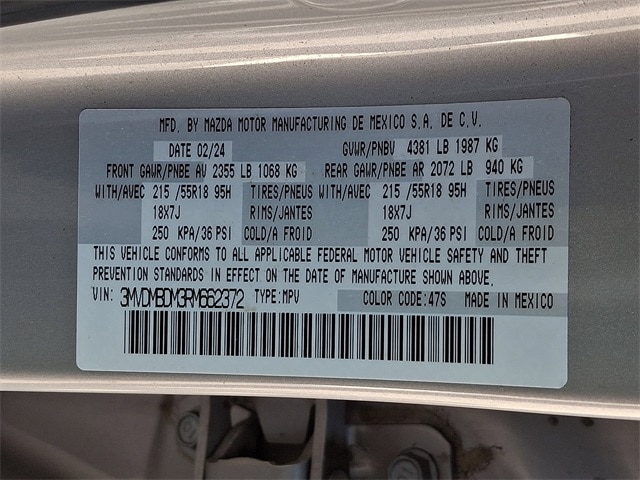 MFD. BY MAZDA MOTOR MANUFACTURING DE MEXICO S.A. DE C.V.
DATE 02/24 GVWR/PNBV 4381 LB 1987 KG
FRONT GAWR/PNBE AV 2355 LB 1068 KG REAR GAWR/PNBE AR 2072 LB 940 KG
WITH/AVEC 215 /55R18 95H TIRES/PNEUS WITH/AVEC 215 /55R18 95H TIRES/PNEUS
18X7J RIMS/JANTES 18X7J RIMS/JANTES
250 KPA/36 PSI COLD/A FROID 250 KPA/36 PSI COLD/A FROID
THIS VEHICLE CONFORMS TO ALL APPLICABLE FEDERAL MOTOR VEHICLE SAFETY AND THEFT
PREVENTION STANDARDS IN EFFECT ON THE DATE OF MANUFACTURE SHOWN ABOVE.
VIN: 3MVDMBDM3RM662372 TYPE:MPV COLOR CODE:47S MADE IN MEXICO